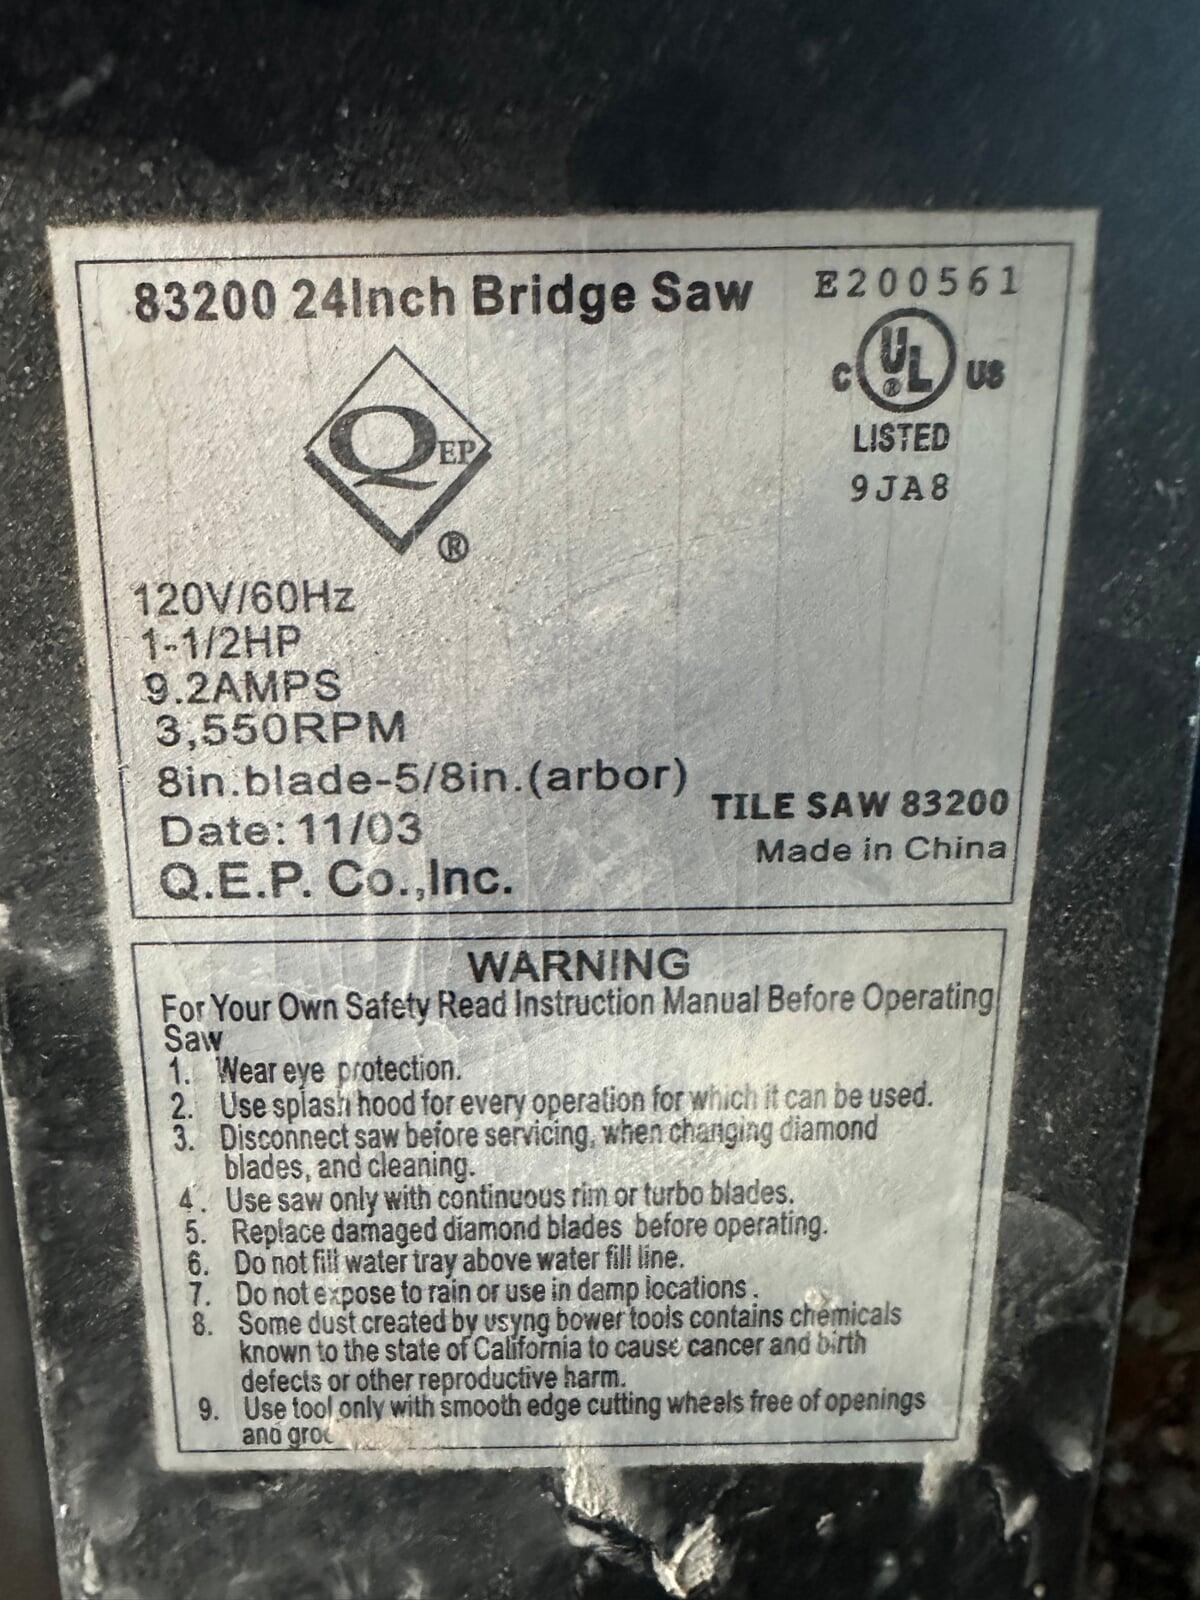 83200 24Inch Bridge Saw
E200561
C UL ® US
LISTED
9JA8
QEP
®
120V/60Hz
1-1/2HP
9.2AMPS
3,550RPM
8in.blade-5/8in.(arbor)
Date: 11/03
Q.E.P. Co.,Inc.
TILE SAW 83200
Made in China
WARNING
For Your Own Safety Read Instruction Manual Before Operating
Saw
1. Wear eye protection.
2. Use splash hood for every operation for which it can be used.
3. Disconnect saw before servicing, when changing diamond
blades, and cleaning.
4. Use saw only with continuous rim or turbo blades.
5. Replace damaged diamond blades before operating.
6. Do not fill water tray above water fill line.
7. Do not expose to rain or use in damp locations.
8. Some dust created by usyng bower tools contains chemicals
known to the state of California to cause cancer and birth
defects or other reproductive harm.
9. Use tool only with smooth edge cutting wheels free of openings
and